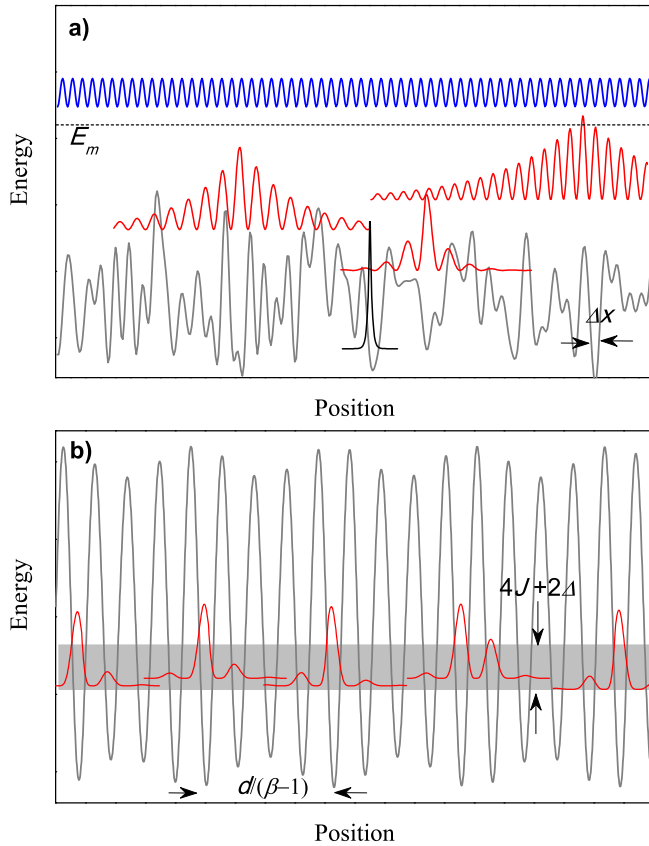 a)
E_m
Energy
Δx
Position
b)
4J+2Δ
Energy
d/(β−1)
Position